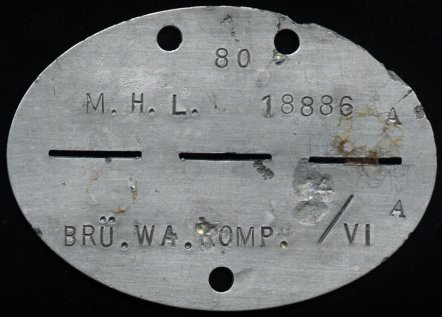 80
M. H. L. 18886 A
BRÜ. WA. KOMP. /VI A